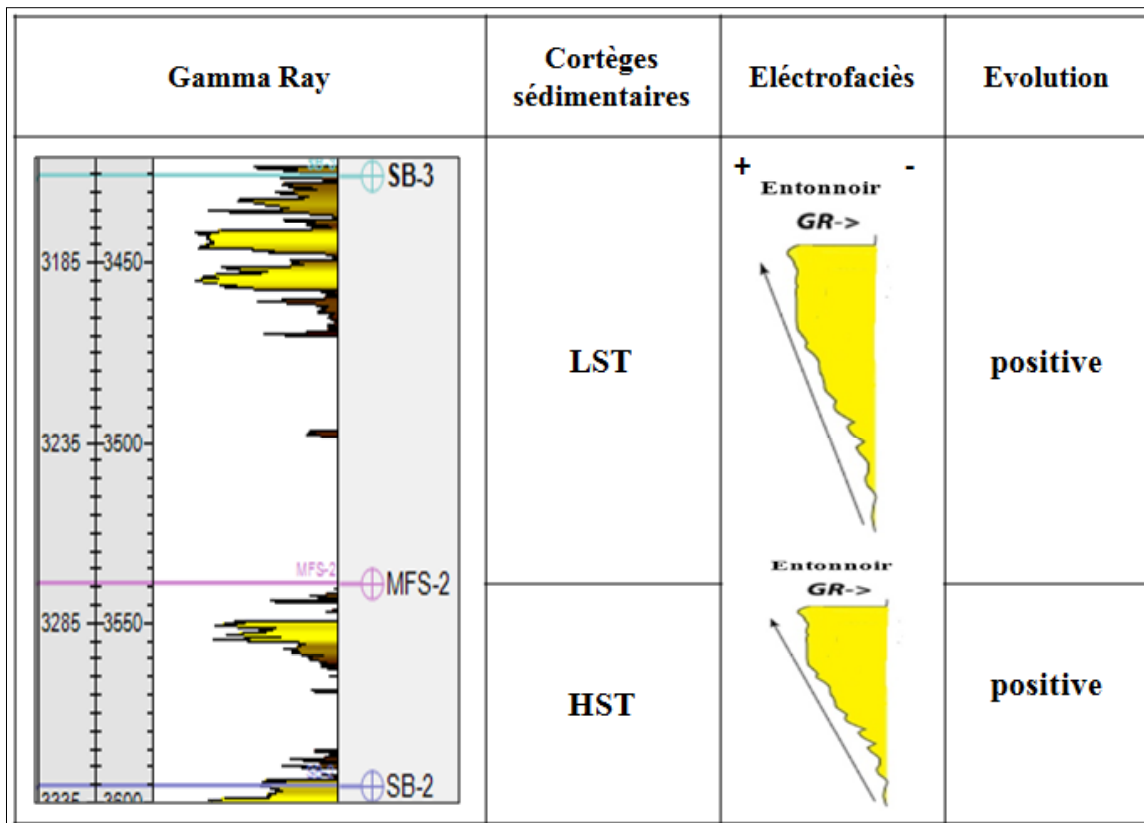 Gamma Ray
Cortèges
sédimentaires
Eléctrofaciès
Evolution
SB-3
3185 3450
3235 3500
MFS-2
MFS-2
3285 3550
SB-2
3335 3600
LST
HST
+ -
Entonnoir
GR->
Entonnoir
GR->
positive
positive